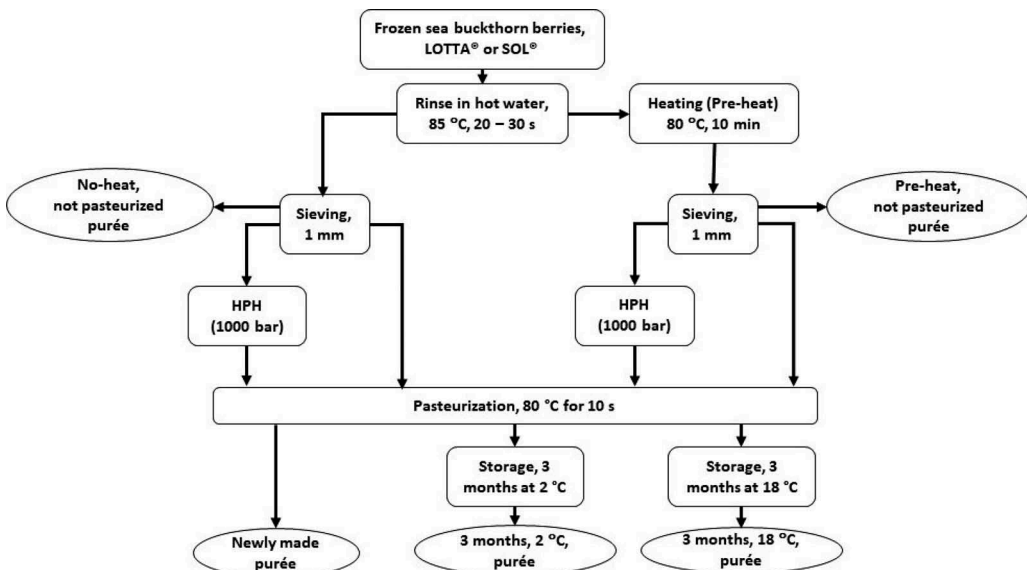 Frozen sea buckthorn berries,
LOTTA® or SOL®
Rinse in hot water,
85 °C, 20 – 30 s
Heating (Pre-heat)
80 °C, 10 min
No-heat,
not pasteurized
purée
Sieving,
1 mm
Sieving,
1 mm
Pre-heat,
not pasteurized
purée
HPH
(1000 bar)
HPH
(1000 bar)
Pasteurization, 80 °C for 10 s
Storage, 3
months at 2 °C
Storage, 3
months at 18 °C
Newly made
purée
3 months, 2 °C,
purée
3 months, 18 °C,
purée